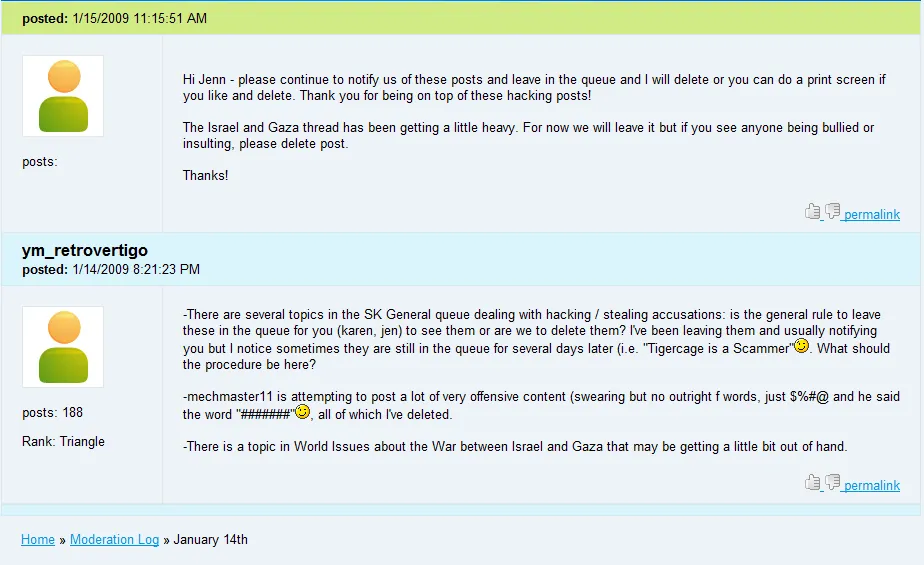 posted: 1/15/2009 11:15:51 AM
Hi Jenn - please continue to notify us of these posts and leave in the queue and I will delete or you can do a print screen if
you like and delete. Thank you for being on top of these hacking posts!
The Israel and Gaza thread has been getting a little heavy. For now we will leave it but if you see anyone being bullied or
insulting, please delete post.
posts:
Thanks!
permalink
ym_retrovertigo
posted: 1/14/2009 8:21:23 PM
-There are several topics in the SK General queue dealing with hacking / stealing accusations: is the general rule to leave
these in the queue for you (karen, jen) to see them or are we to delete them? I've been leaving them and usually notifying
you but I notice sometimes they are still in the queue for several days later (i.e. "Tigercage is a Scammer". What should
the procedure be here?
-mechmaster11 is attempting to post a lot of very offensive content (swearing but no outright f words, just $%#@ and he said
the word "#######", all of which I've deleted.
posts: 188
Rank: Triangle
-There is a topic in World Issues about the War between Israel and Gaza that may be getting a little bit out of hand.
permalink
Home » Moderation Log » January 14th